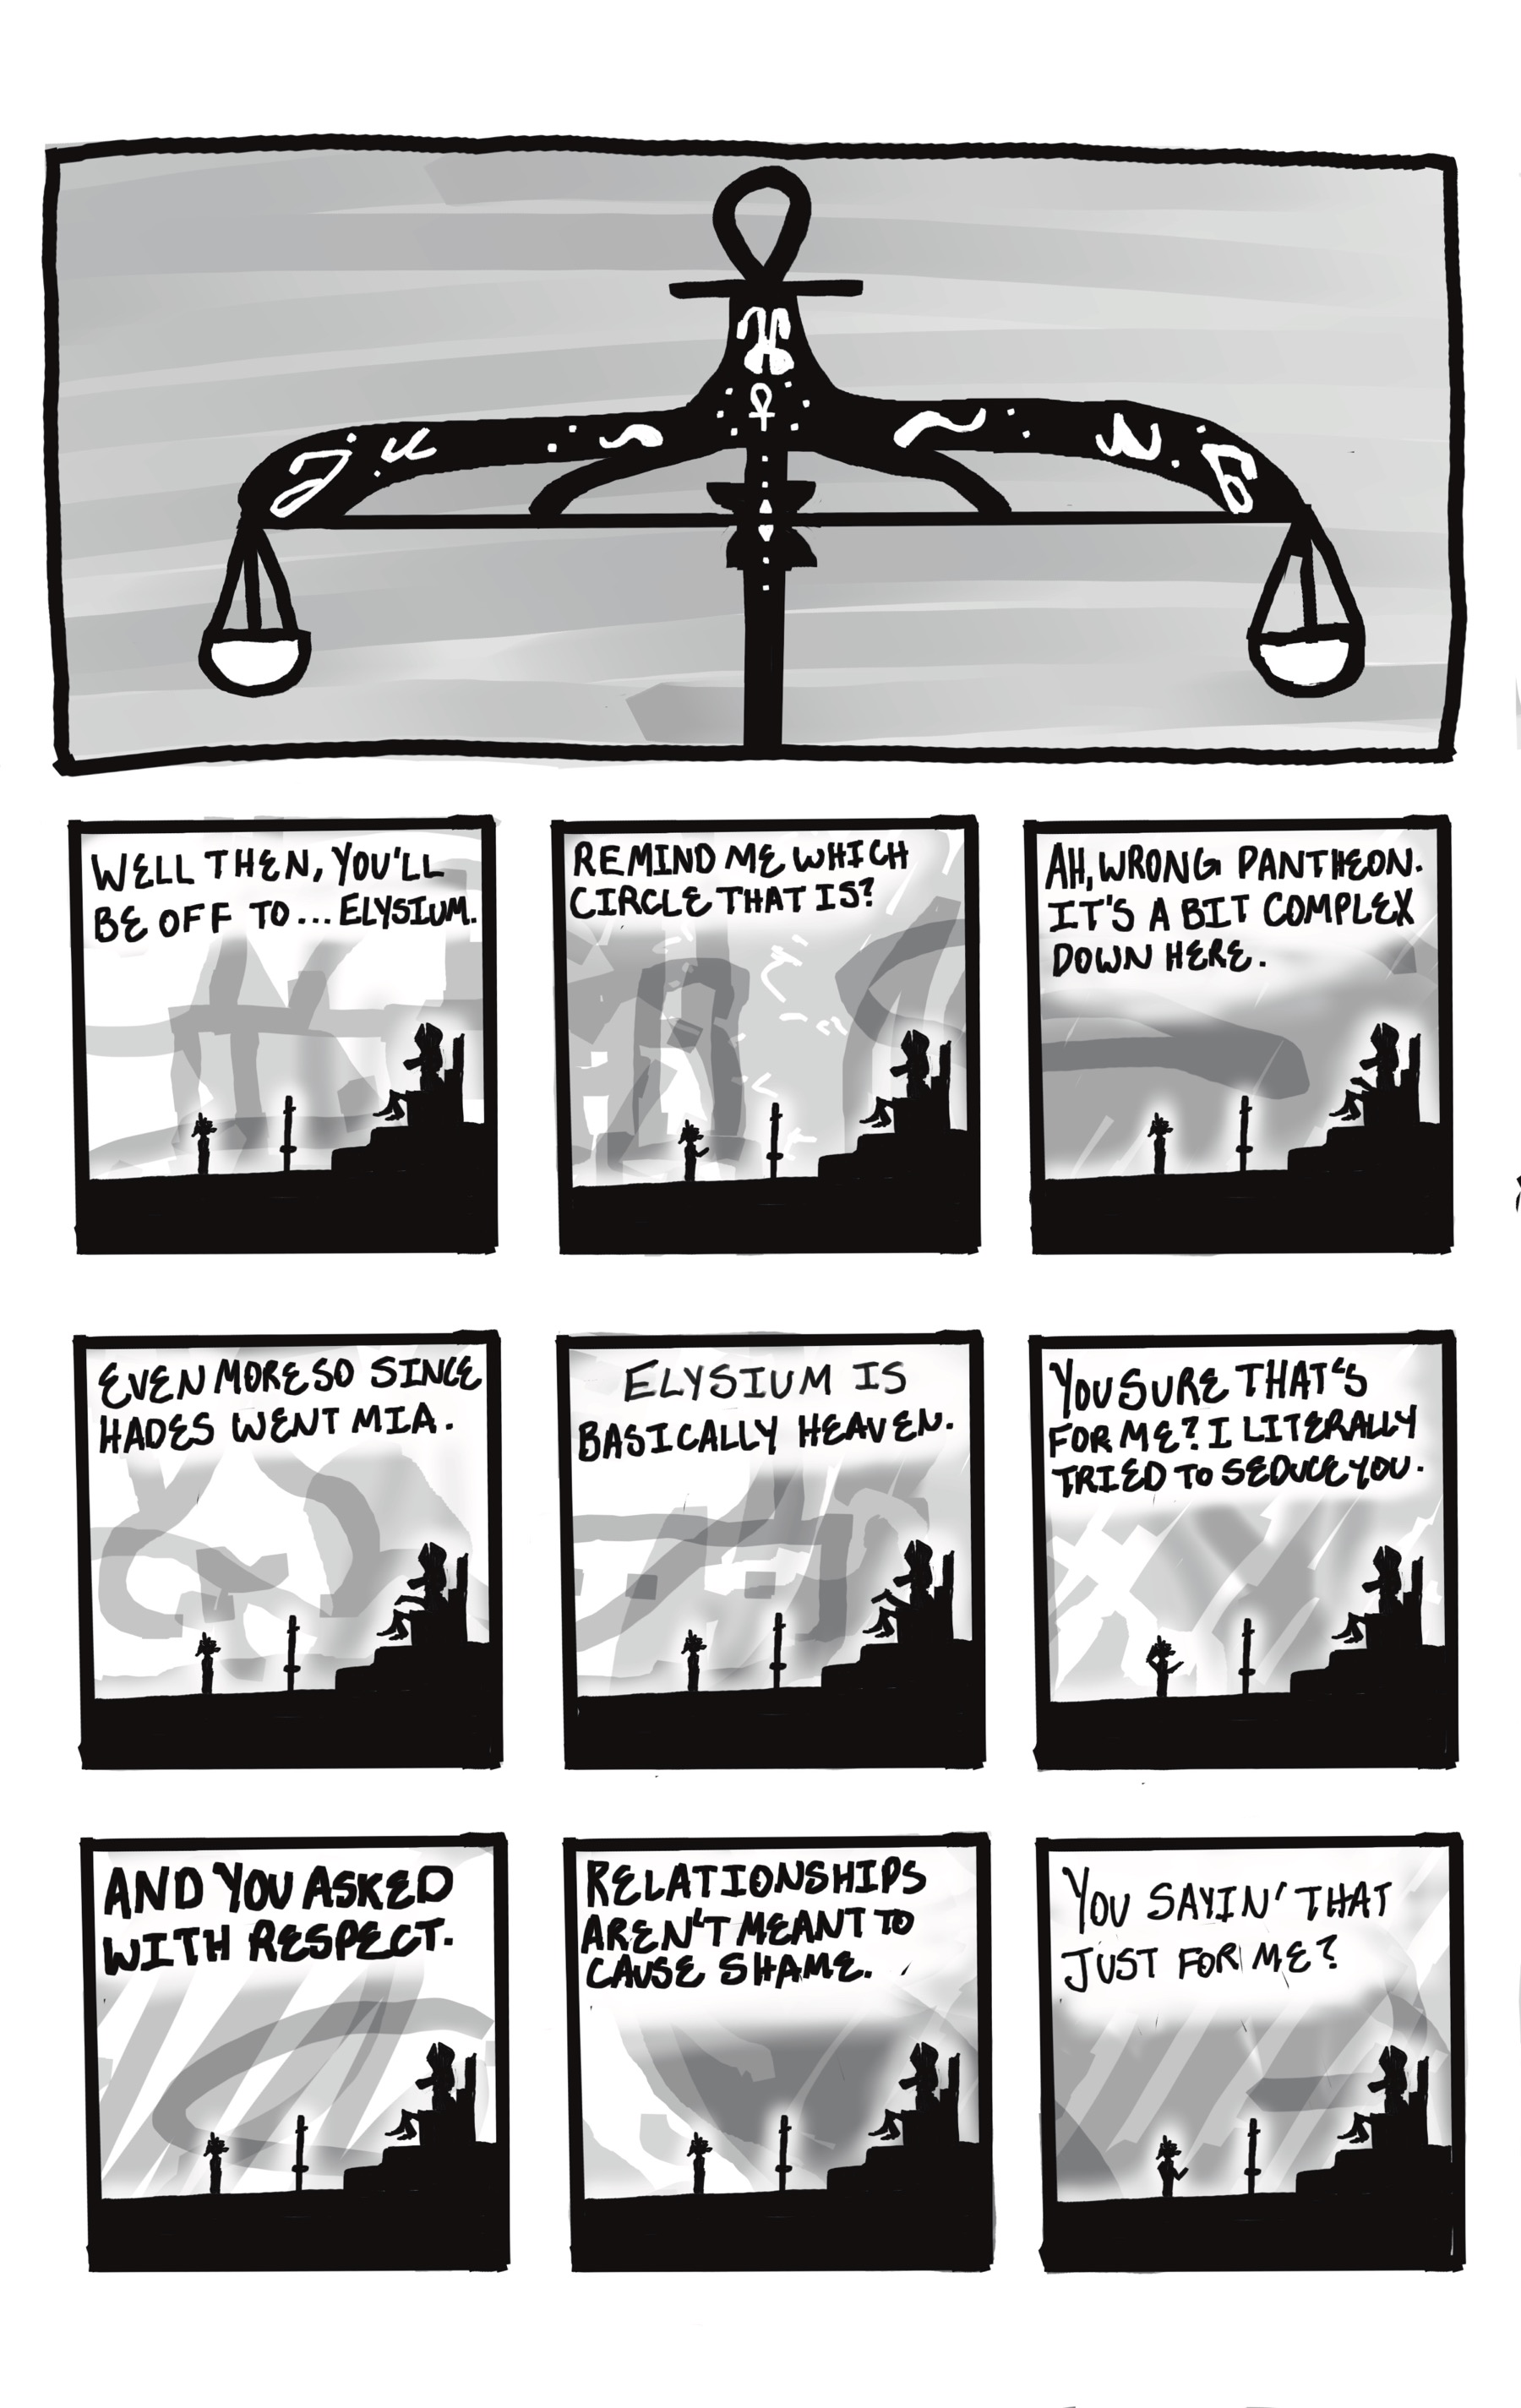 WELL THEN, YOU'LL
BE OFF TO... ELYSIUM.
REMIND ME WHICH
CIRCLE THAT IS?
AH, WRONG PANTHEON.
IT'S A BIT COMPLEX
DOWN HERE.
EVEN MORE SO SINCE
HADES WENT MIA.
ELYSIUM IS
BASICALLY HEAVEN.
YOU SURE THAT'S
FOR ME? I LITERALLY
TRIED TO SEDUCE YOU.
AND YOU ASKED
WITH RESPECT.
RELATIONSHIPS
AREN'T MEANT TO
CAUSE SHAME.
YOU SAYIN' THAT
JUST FOR ME?